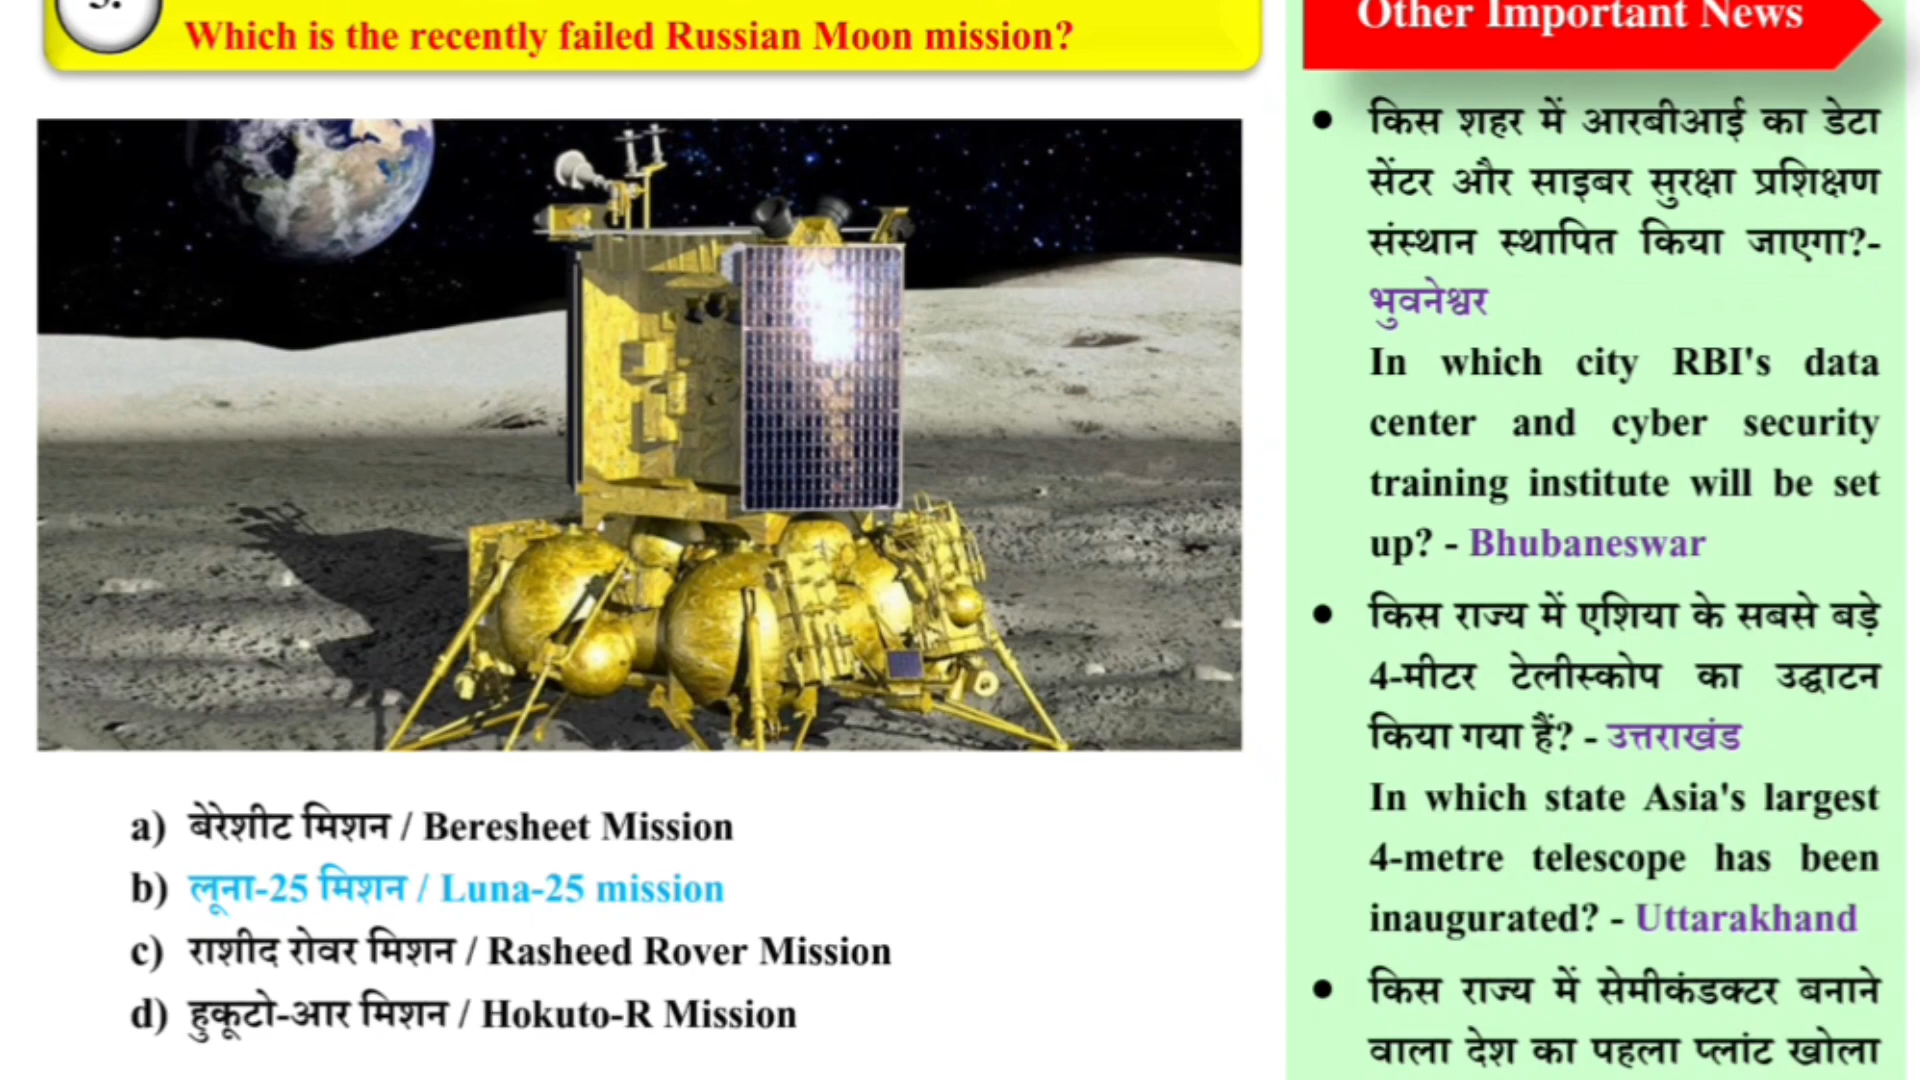 Which is the recently failed Russian Moon mission?
a) बेरेशीट मिशन / Beresheet Mission
b) लूना-25 मिशन / Luna-25 mission
c) राशीद रोवर मिशन / Rasheed Rover Mission
d) हुकूटो-आर मिशन / Hokuto-R Mission
Other Important News
• किस शहर में आरबीआई का डेटा
सेंटर और साइबर सुरक्षा प्रशिक्षण
संस्थान स्थापित किया जाएगा?-
भुवनेश्वर
In which city RBI's data
center and cyber security
training institute will be set
up? - Bhubaneswar
• किस राज्य में एशिया के सबसे बड़े
4-मीटर टेलीस्कोप का उद्घाटन
किया गया हैं? - उत्तराखंड
In which state Asia's largest
4-metre telescope has been
inaugurated? - Uttarakhand
• किस राज्य में सेमीकंडक्टर बनाने
वाला देश का पहला प्लांट खोला